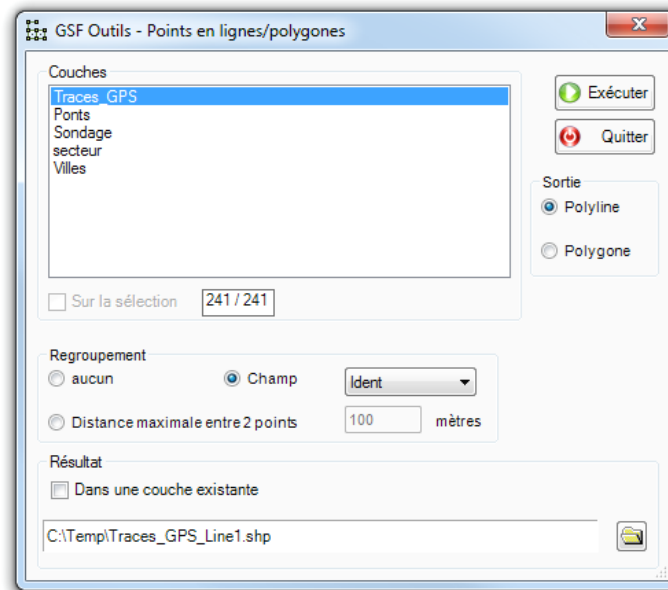 GSF Outils - Points en lignes/polygones
Couches
Traces_GPS
Ponts
Sondage
secteur
Villes
Sur la sélection
241 / 241
Exécuter
Quitter
Sortie
Polyline
Polygone
Regroupement
aucun
Champ
Ident
Distance maximale entre 2 points
100
mètres
Résultat
Dans une couche existante
C:\Temp\Traces_GPS_Line1.shp